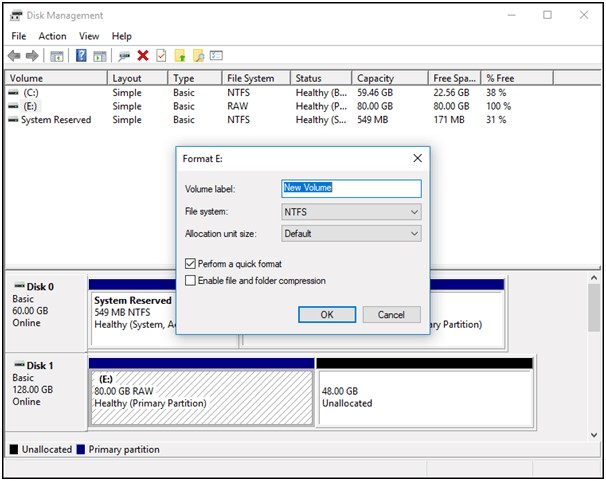 Disk Management
File Action View Help
Volume Layout Type File System Status Capacity Free Spa... % Free
(C:) Simple Basic NTFS Healthy (B... 59.46 GB 22.56 GB 38 %
(E:) Simple Basic RAW Healthy (P... 80.00 GB 80.00 GB 100 %
System Reserved Simple Basic NTFS Healthy (S... 549 MB 171 MB 31 %
Format E:
Volume label: New Volume
File system: NTFS
Allocation unit size: Default
Perform a quick format
Enable file and folder compression
OK Cancel
Disk 0
Basic
60.00 GB
Online
System Reserved
549 MB NTFS
Healthy (System, A
ry Partition)
Disk 1
Basic
128.00 GB
Online
(E:)
80.00 GB RAW
Healthy (Primary Partition)
48.00 GB
Unallocated
Unallocated Primary partition